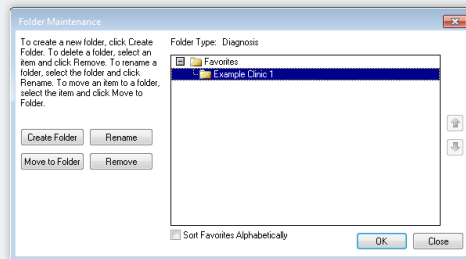 Folder Maintenance
To create a new folder, click Create
Folder. To delete a folder, select an
item and click Remove. To rename a
folder, select the folder and click
Rename. To move an item to a folder,
select the item and click Move to
Folder.
Create Folder
Rename
Move to Folder
Remove
Folder Type: Diagnosis
Favorites
Example Clinic 1
Sort Favorites Alphabetically
OK
Close